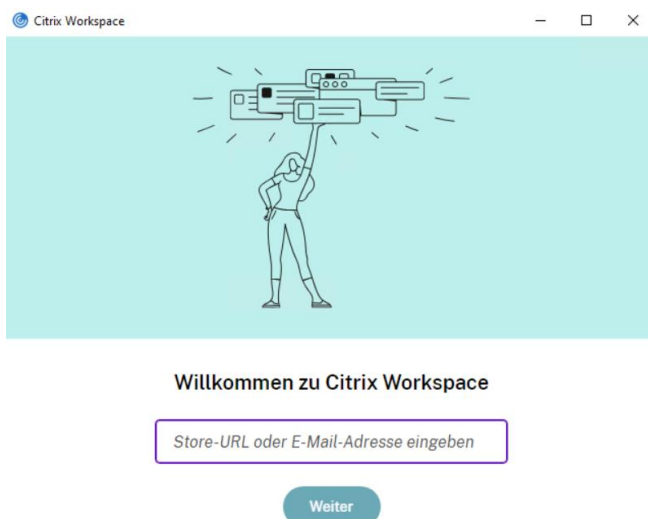 Citrix Workspace
Willkommen zu Citrix Workspace
Store-URL oder E-Mail-Adresse eingeben
Weiter